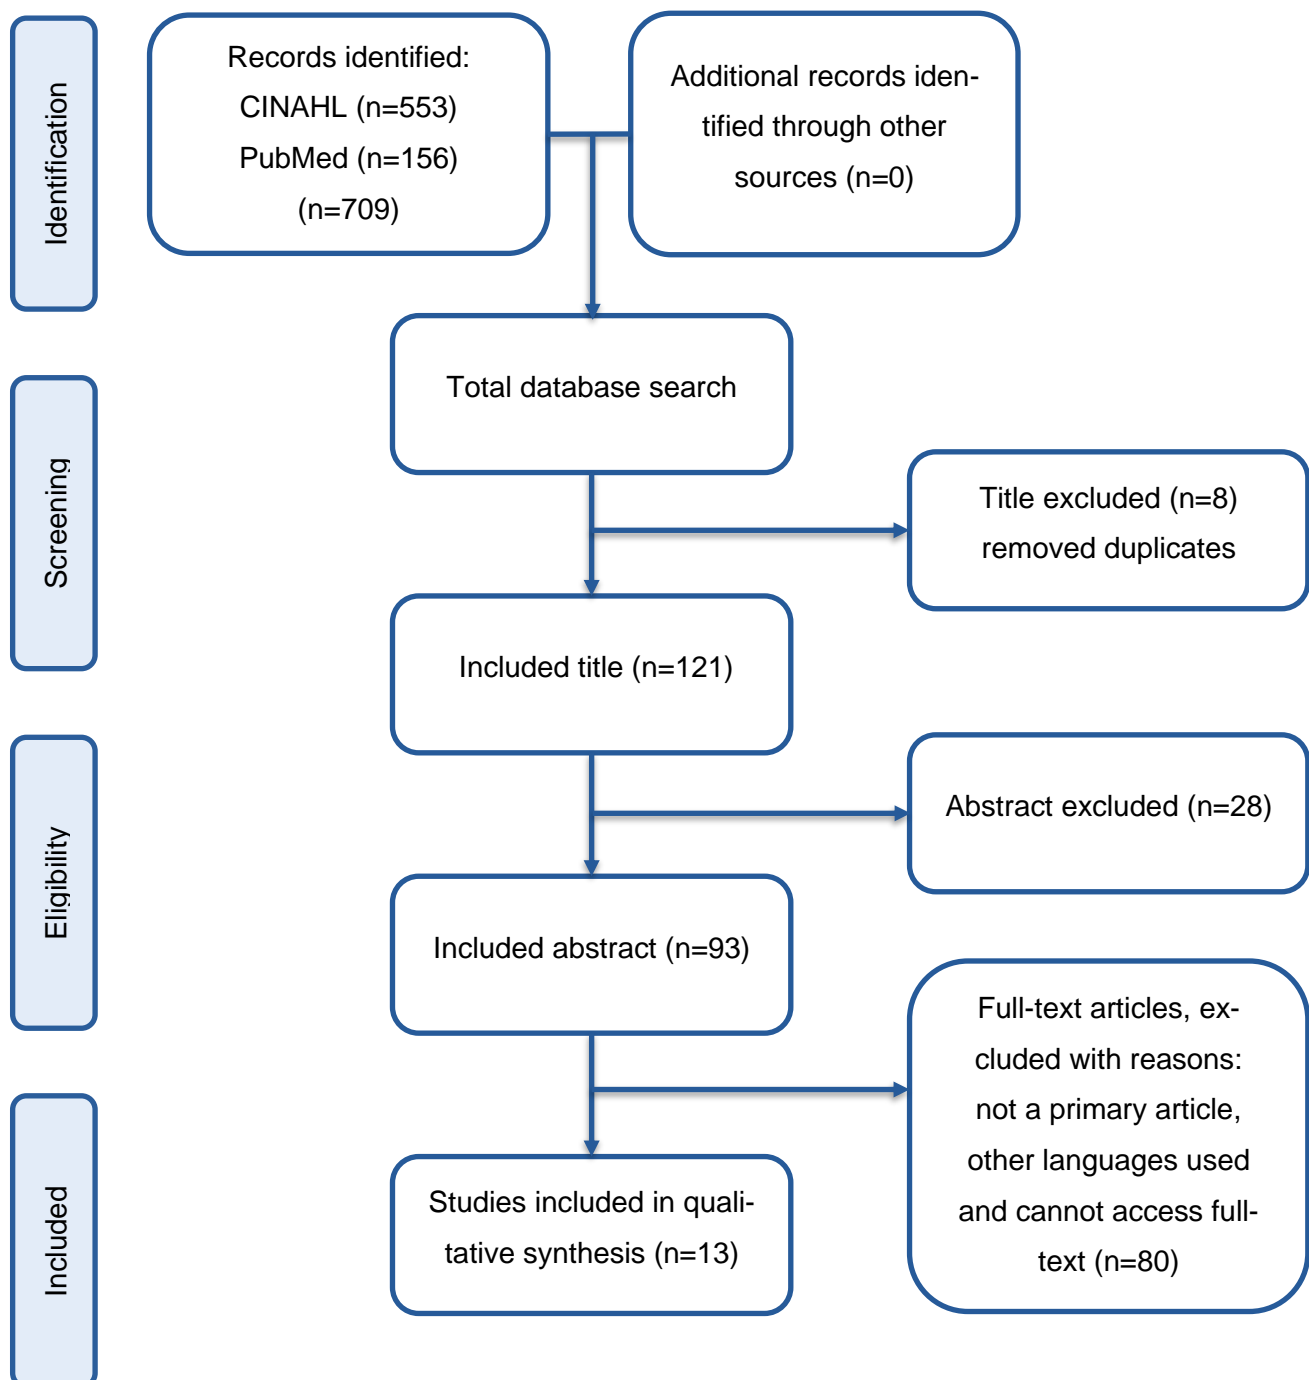 Identification
Records identified:
CINAHL (n=553)
PubMed (n=156)
(n=709)
Additional records iden-
tified through other
sources (n=0)
Total database search
Screening
Title excluded (n=8)
removed duplicates
Included title (n=121)
Eligibility
Abstract excluded (n=28)
Included abstract (n=93)
Full-text articles, ex-
cluded with reasons:
not a primary article,
other languages used
and cannot access full-
text (n=80)
Included
Studies included in quali-
tative synthesis (n=13)